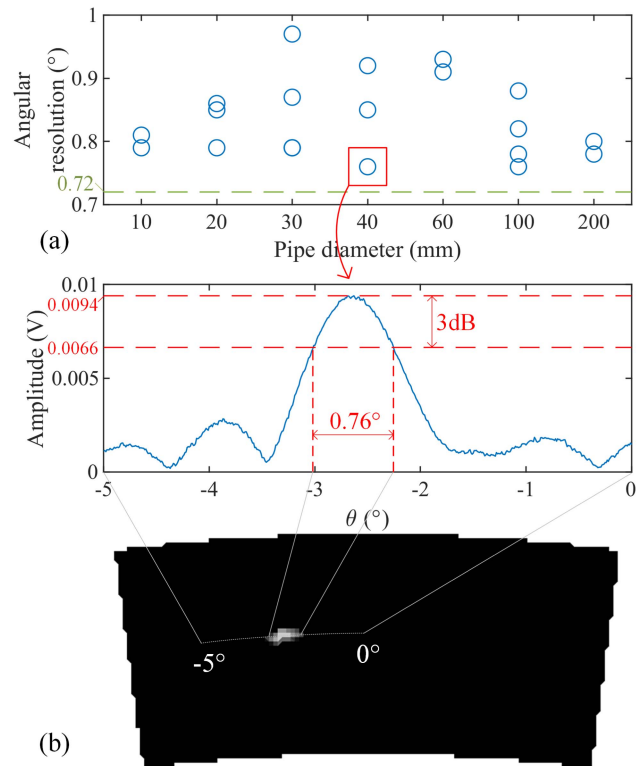 1
0.9
0.8
0.72
0.7
Angular
resolution (°)
10 20 30 40 60 100 200
Pipe diameter (mm)
(a)
0.01
0.0094
0.0066
0.005
0
Amplitude (V)
3dB
0.76°
-5 -4 -3 -2 -1 0
θ (°)
-5° 0°
(b)